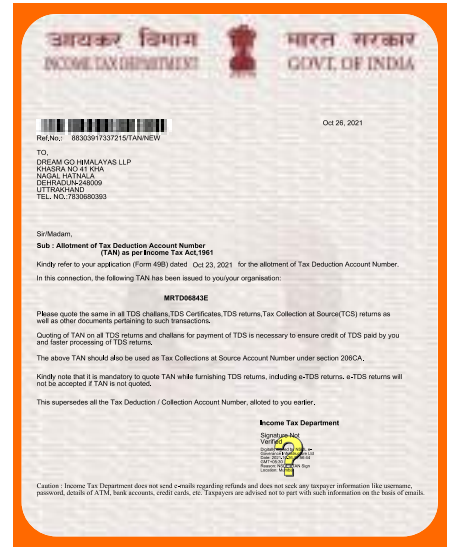 आयकर विभाग
भारत सरकार
INCOME TAX DEPARTMENT
GOVT. OF INDIA
Oct 26, 2021
Ref.No.: 88303917337215/TAN/NEW
TO,
DREAM GO HIMALAYAS LLP
KHASRA NO 41 KHA
NAGAL HATNALA
DEHRADUN-248009
UTTRAKHAND
TEL. NO.:7830680393
Sir/Madam,
Sub : Allotment of Tax Deduction Account Number
(TAN) as per Income Tax Act,1961
Kindly refer to your application (Form 49B) dated Oct 23, 2021 for the allotment of Tax Deduction Account Number.
In this connection, the following TAN has been issued to you/your organisation:
MRTD06843E
Please quote the same in all TDS challans,TDS Certificates,TDS returns,Tax Collection at Source(TCS) returns as
well as other documents pertaining to such transactions.
Quoting of TAN on all TDS returns and challans for payment of TDS is necessary to ensure credit of TDS paid by you
and faster processing of TDS returns.
The above TAN should also be used as Tax Collections at Source Account Number under section 206CA.
Kindly note that it is mandatory to quote TAN while furnishing TDS returns, including e-TDS returns. e-TDS returns will
not be accepted if TAN is not quoted.
This supersedes all the Tax Deduction / Collection Account Number, alloted to you earlier.
Income Tax Department
Signature Not
Verified
Caution : Income Tax Department does not send e-mails regarding refunds and does not seek any taxpayer information like username,
password, details of ATM, bank accounts, credit cards, etc. Taxpayers are advised not to part with such information on the basis of emails.